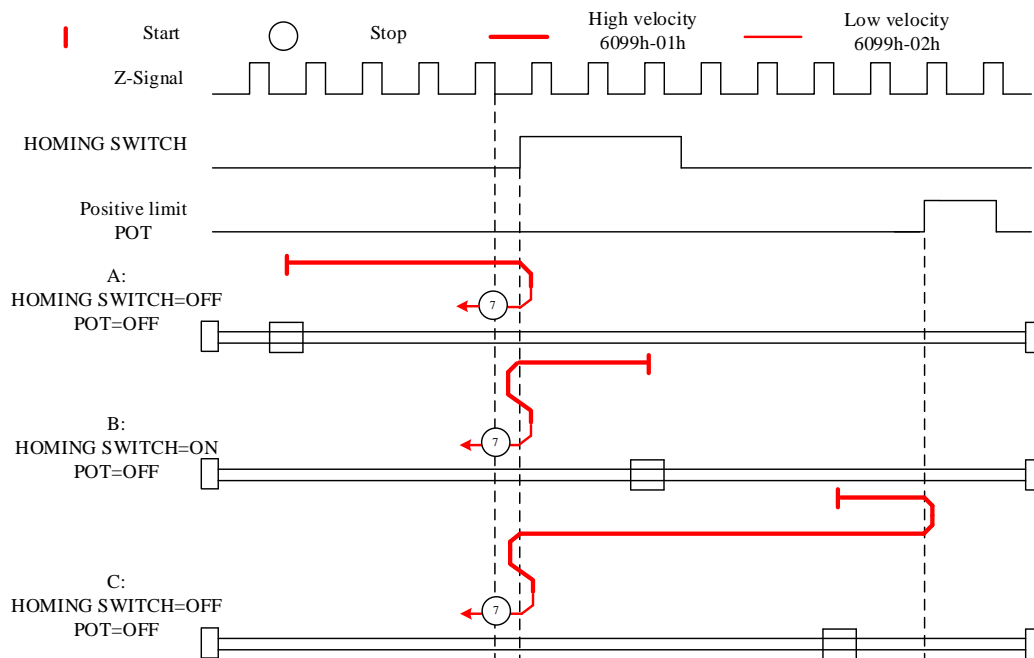 Start
Stop
High velocity
6099h-01h
Low velocity
6099h-02h
Z-Signal
HOMING SWITCH
Positive limit
POT
A:
HOMING SWITCH=OFF
POT=OFF
7
B:
HOMING SWITCH=ON
POT=OFF
7
C:
HOMING SWITCH=OFF
POT=OFF
7